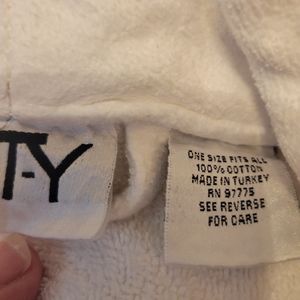 T-Y
ONE SIZE FITS ALL
100% COTTON
MADE IN TURKEY
RN 97775
SEE REVERSE
FOR CARE